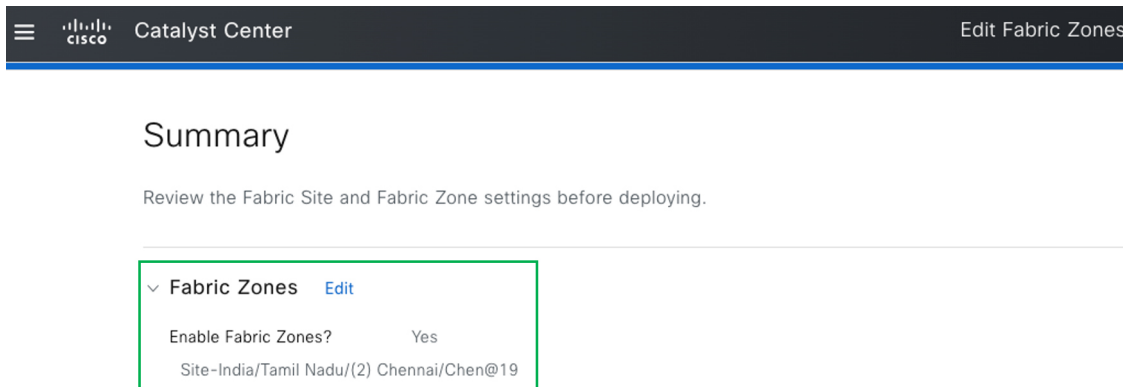 cisco Catalyst Center Edit Fabric Zones
Summary
Review the Fabric Site and Fabric Zone settings before deploying.
Fabric Zones Edit
Enable Fabric Zones? Yes
Site-India/Tamil Nadu/(2) Chennai/Chen@19